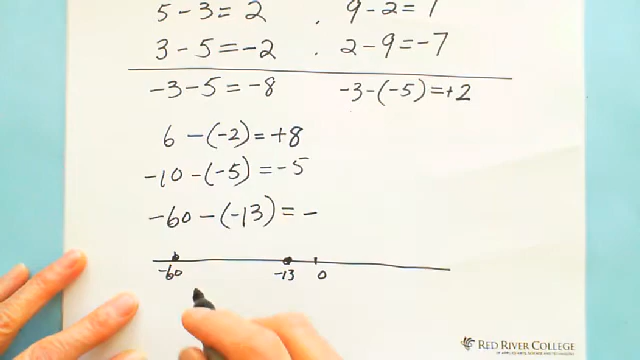 5 - 3 = 2 . 9 - 2 = 7
3 - 5 = -2 . 2 - 9 = -7
-3 - 5 = -8 -3 - (-5) = +2
6 - (-2) = +8
-10 - (-5) = -5
-60 - (-13) = -
-60 -13 0
RED RIVER COLLEGE